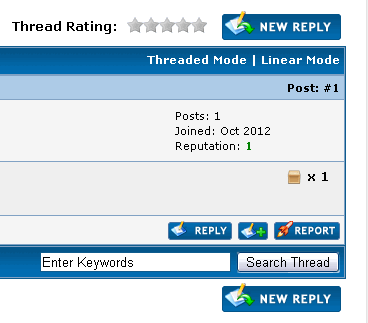 Thread Rating:
NEW REPLY
Threaded Mode | Linear Mode
Post: #1
Posts: 1
Joined: Oct 2012
Reputation: 1
x 1
REPLY
REPORT
Enter Keywords
Search Thread
NEW REPLY